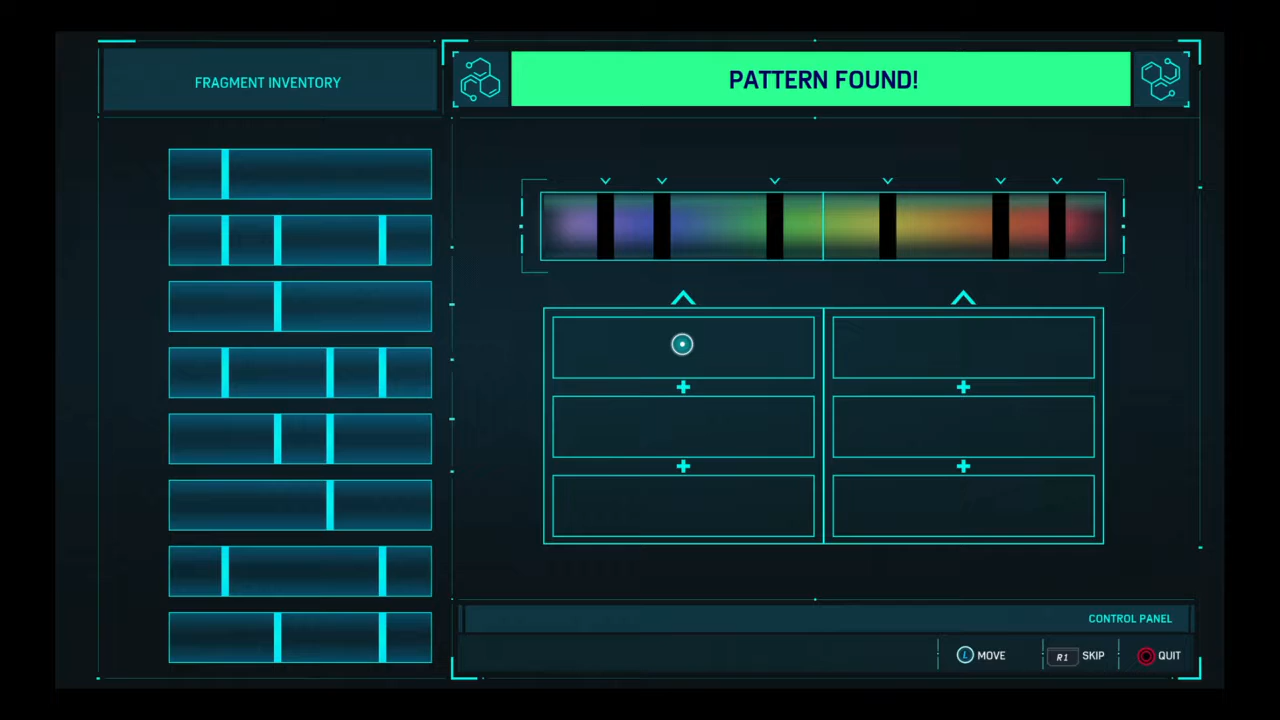 FRAGMENT INVENTORY
PATTERN FOUND!
CONTROL PANEL
L MOVE
R1 SKIP
QUIT